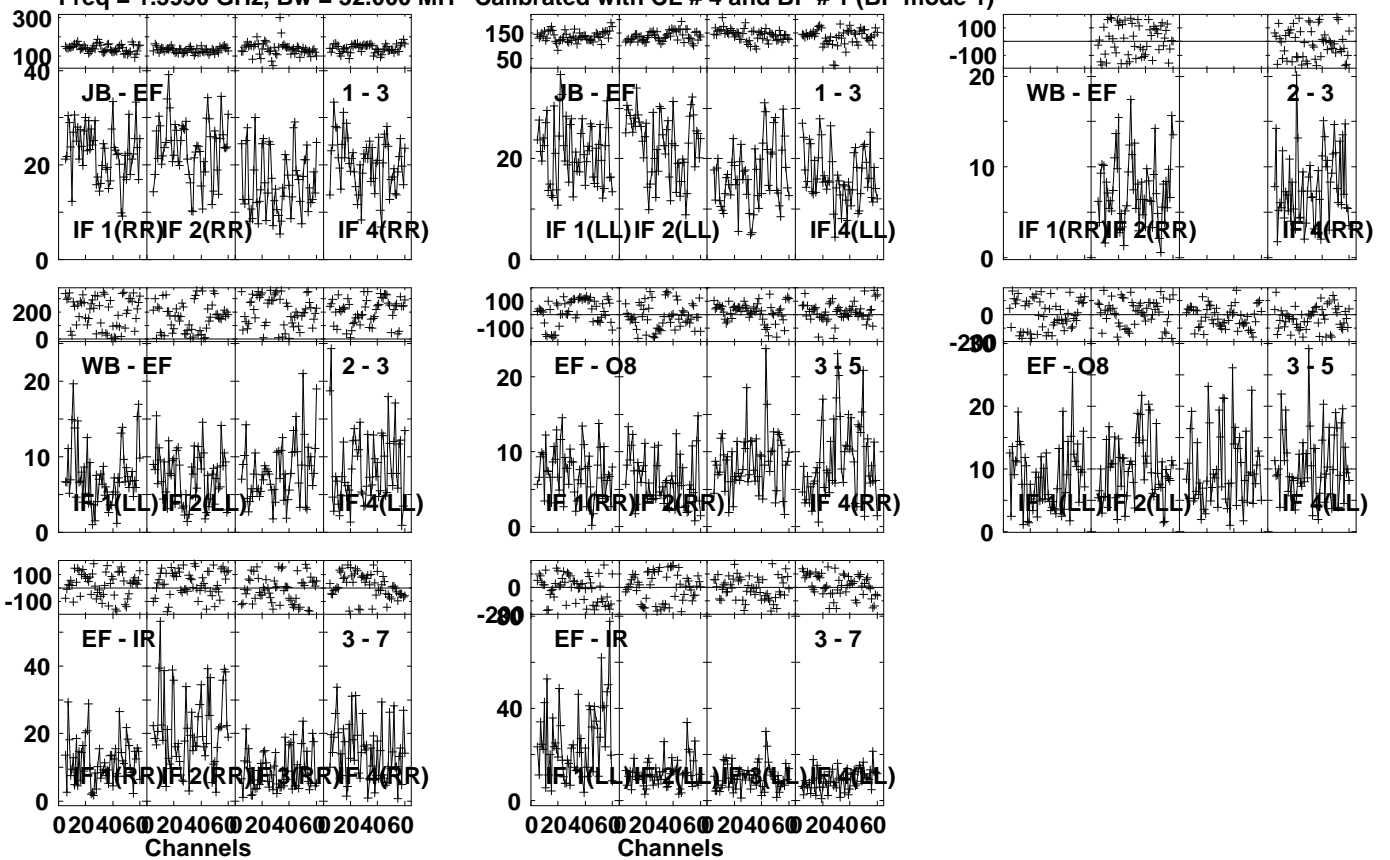 Freq = 1.5990 GHz, Bw = 32.000 MH Calibrated with CL # 4 and BP # 1 (BP mode 1)
300
100
40
20
0
JB - EF
1 - 3
IF 1(RR)
IF 2(RR)
IF 4(RR)
150
50
40
20
0
JB - EF
1 - 3
IF 1(LL)
IF 2(LL)
IF 4(LL)
100
-100
20
10
0
WB - EF
2 - 3
IF 1(RR)
IF 2(RR)
IF 4(RR)
200
0
20
10
0
WB - EF
2 - 3
IF 1(LL)
IF 2(LL)
IF 4(LL)
100
-100
20
10
0
EF - O8
3 - 5
IF 1(RR)
IF 2(RR)
IF 4(RR)
0
-200
30
20
10
0
EF - O8
3 - 5
IF 1(LL)
IF 2(LL)
IF 4(LL)
100
-100
40
20
0
EF - IR
3 - 7
IF 1(RR)
IF 2(RR)
IF 3(RR)
IF 4(RR)
0
-200
80
40
0
EF - IR
3 - 7
IF 1(LL)
IF 2(LL)
IF 3(LL)
IF 4(LL)
0 20 40 60 0 20 40 60 0 20 40 60 0 20 40 60
Channels
0 20 40 60 0 20 40 60 0 20 40 60 0 20 40 60
Channels